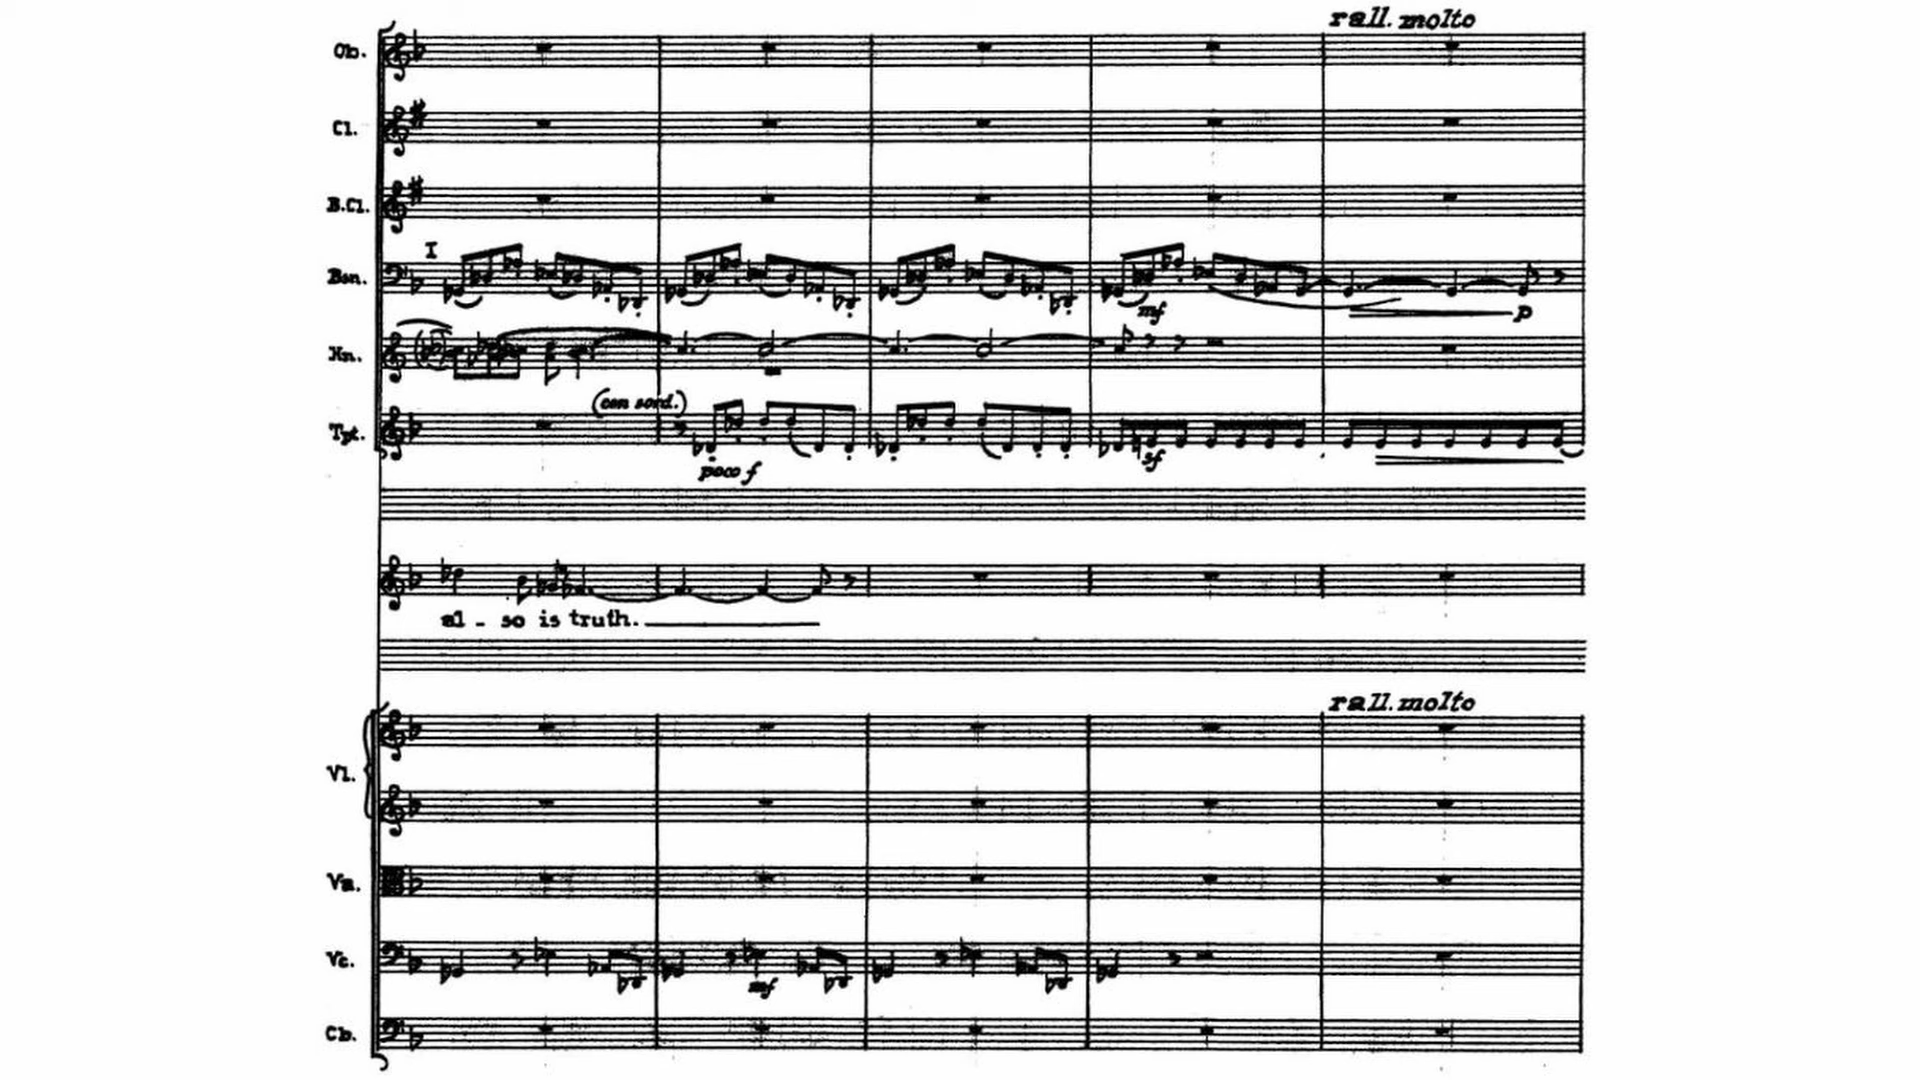 rall. molto
Ob.
Cl.
B.Cl.
I
Bsn.
mf
p
Hn.
(con sord.)
Tpt.
poco f
sf
al - so is truth.
rall. molto
Vl.
Va.
Vc.
mf
Cb.